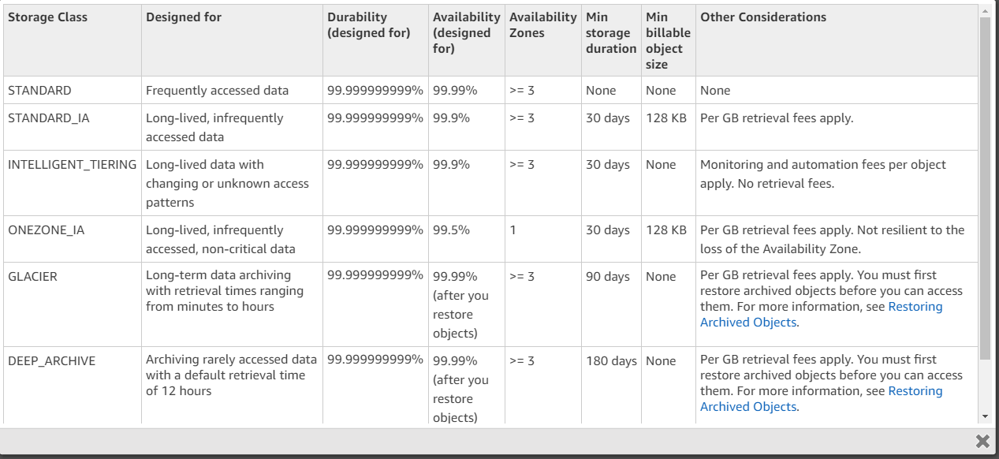 Storage Class Designed for Durability (designed for) Availability (designed for) Availability Zones Min storage duration Min billable object size Other Considerations
STANDARD Frequently accessed data 99.999999999% 99.99% >= 3 None None None
STANDARD_IA Long-lived, infrequently accessed data 99.999999999% 99.9% >= 3 30 days 128 KB Per GB retrieval fees apply.
INTELLIGENT_TIERING Long-lived data with changing or unknown access patterns 99.999999999% 99.9% >= 3 30 days None Monitoring and automation fees per object apply. No retrieval fees.
ONEZONE_IA Long-lived, infrequently accessed, non-critical data 99.999999999% 99.5% 1 30 days 128 KB Per GB retrieval fees apply. Not resilient to the loss of the Availability Zone.
GLACIER Long-term data archiving with retrieval times ranging from minutes to hours 99.999999999% 99.99% (after you restore objects) >= 3 90 days None Per GB retrieval fees apply. You must first restore archived objects before you can access them. For more information, see Restoring Archived Objects.
DEEP_ARCHIVE Archiving rarely accessed data with a default retrieval time of 12 hours 99.999999999% 99.99% (after you restore objects) >= 3 180 days None Per GB retrieval fees apply. You must first restore archived objects before you can access them. For more information, see Restoring Archived Objects.